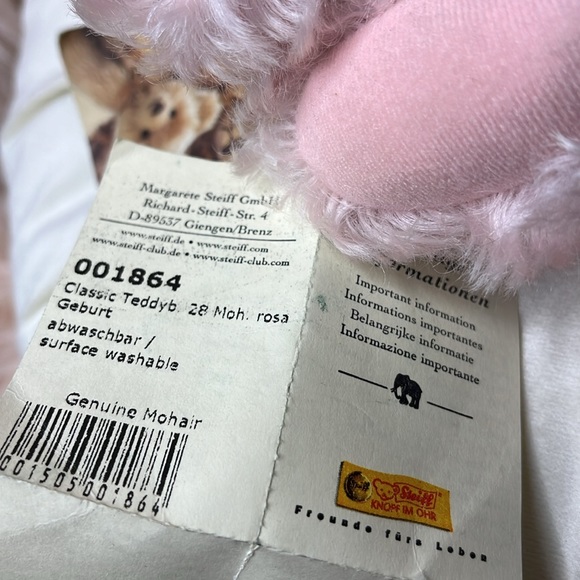 Margarete Steiff GmbH
Richard-Steiff-Str. 4
D-89537 Giengen/Brenz
www.steiff.de • www.steiff.com
www.steiff-club.de • www.steiff-club.com
001864
Classic Teddyb. 28 Moh. rosa
Geburt
abwaschbar /
surface washable
Genuine Mohair
001505001864
Important information
Informations importantes
Belangrijke informatie
Informazione importante
Steiff
KNOPF IM OHR
Freunde fürs Leben